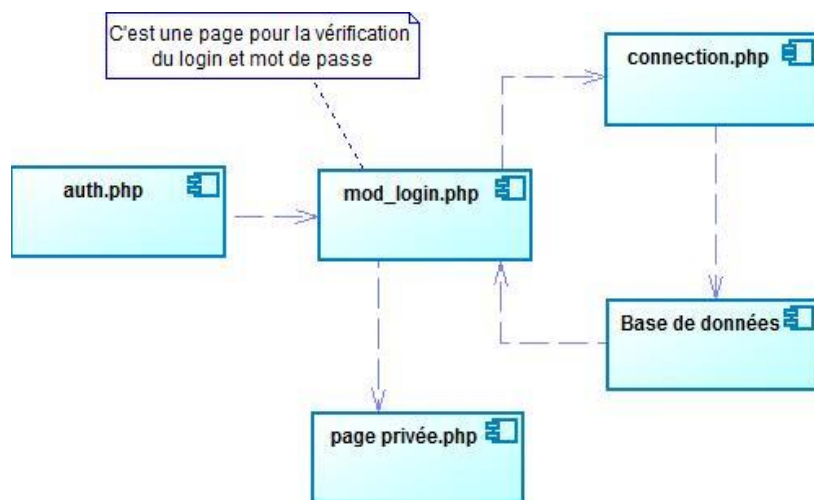 C'est une page pour la vérification
du login et mot de passe
connection.php
auth.php
mod_login.php
Base de données
page privée.php